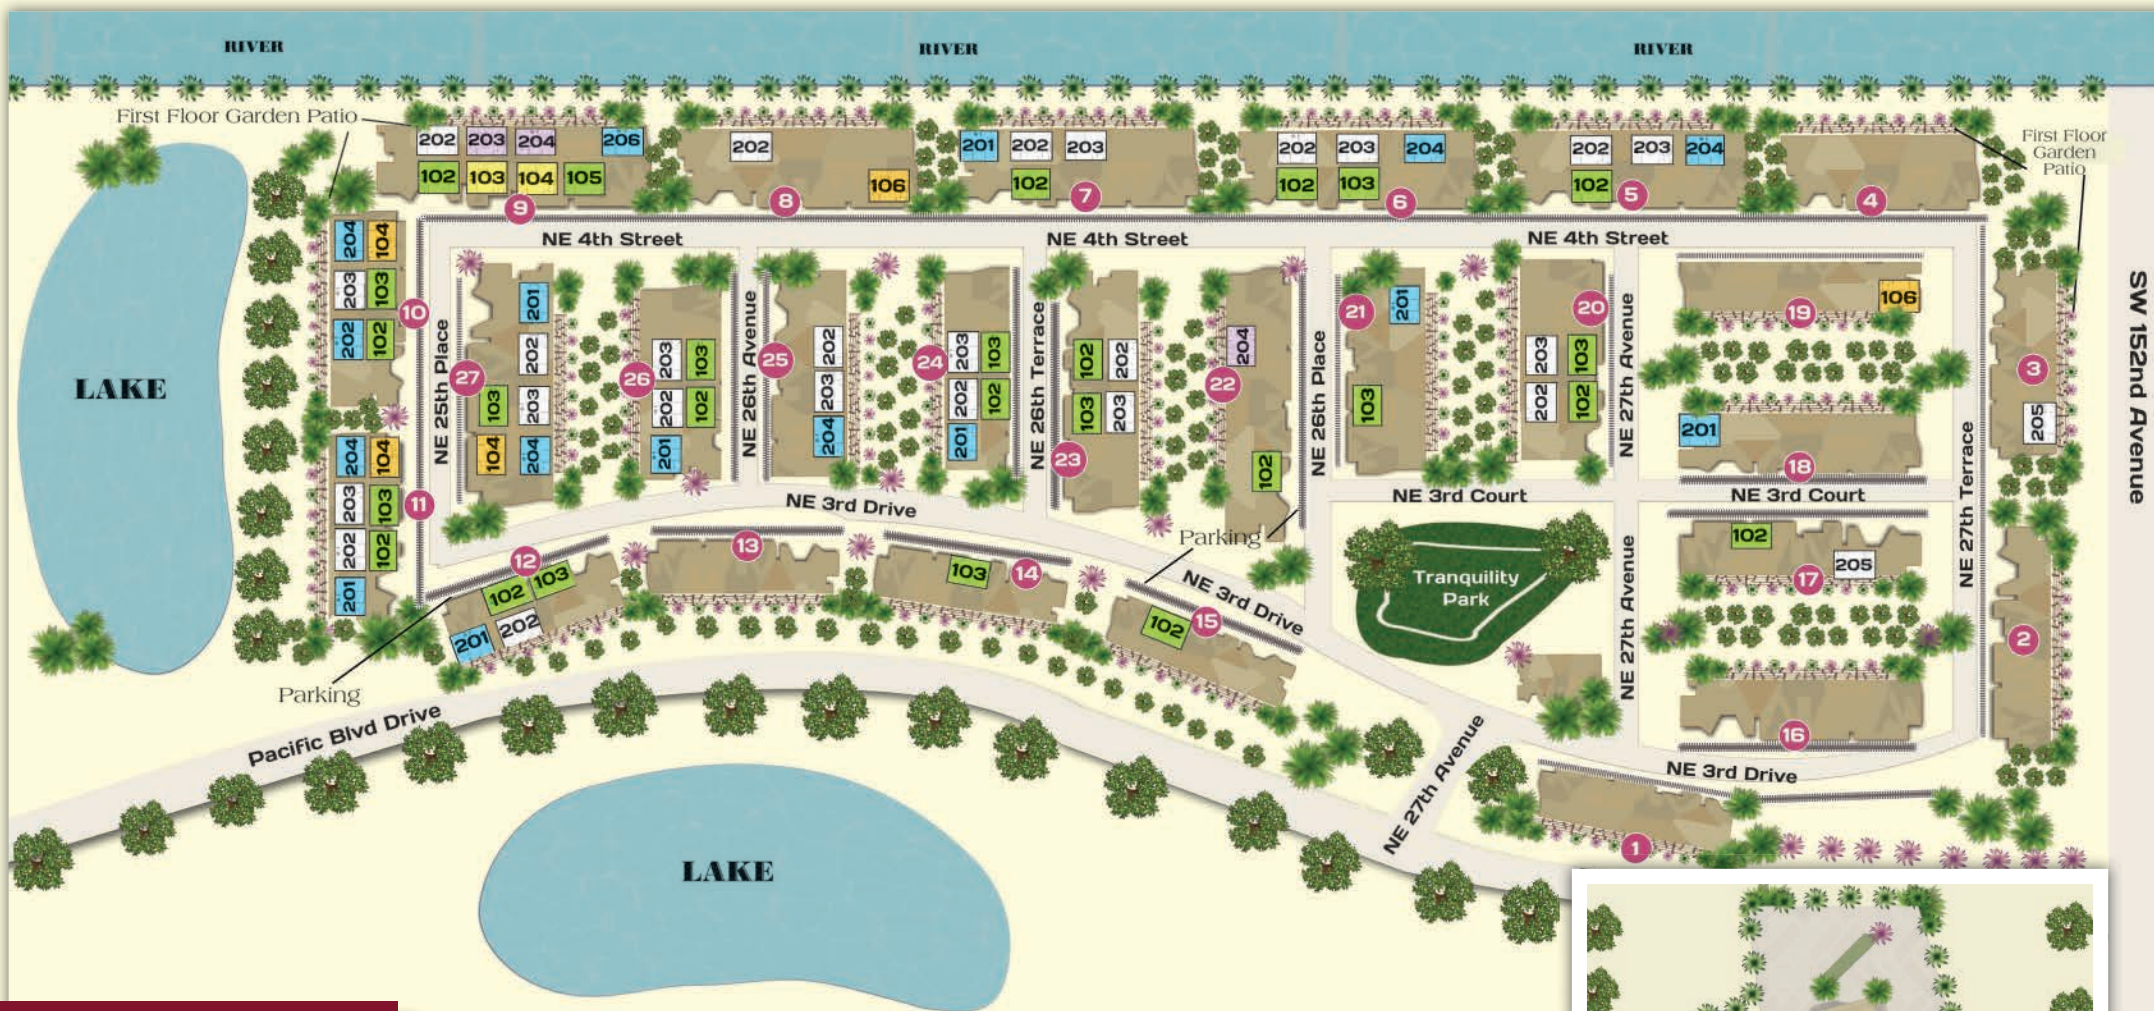 RIVER
RIVER
RIVER
First Floor Garden Patio
First Floor
Garden
Patio
202 203 204 206
102 103 104 105
9
202
106
8
201 202 203
102
7
202 203 204
102 103
6
202 203 204
102
5
4
NE 4th Street
NE 4th Street
NE 4th Street
204 104
203 103
202 102
10
204 104
203 103
202 102
201
11
LAKE
NE 25th Place
201
202
103 203
104 204
27
203 103
202 102
201
26
NE 26th Avenue
202
203
204
25
203 103
202 102
201
24
NE 26th Terrace
102 202
103 203
23
204
102
22
NE 26th Place
201
103
21
203 103
202 102
20
NE 27th Avenue
106
19
201
18
NE 3rd Court
NE 3rd Court
NE 27th Terrace
3
205
SW 152nd Avenue
NE 3rd Drive
Parking
12
102 103
201 202
13
103
14
102
15
NE 3rd Drive
Tranquility
Park
NE 27th Avenue
102
205
17
2
16
NE 3rd Drive
Parking
Pacific Blvd Drive
NE 27th Avenue
1
LAKE